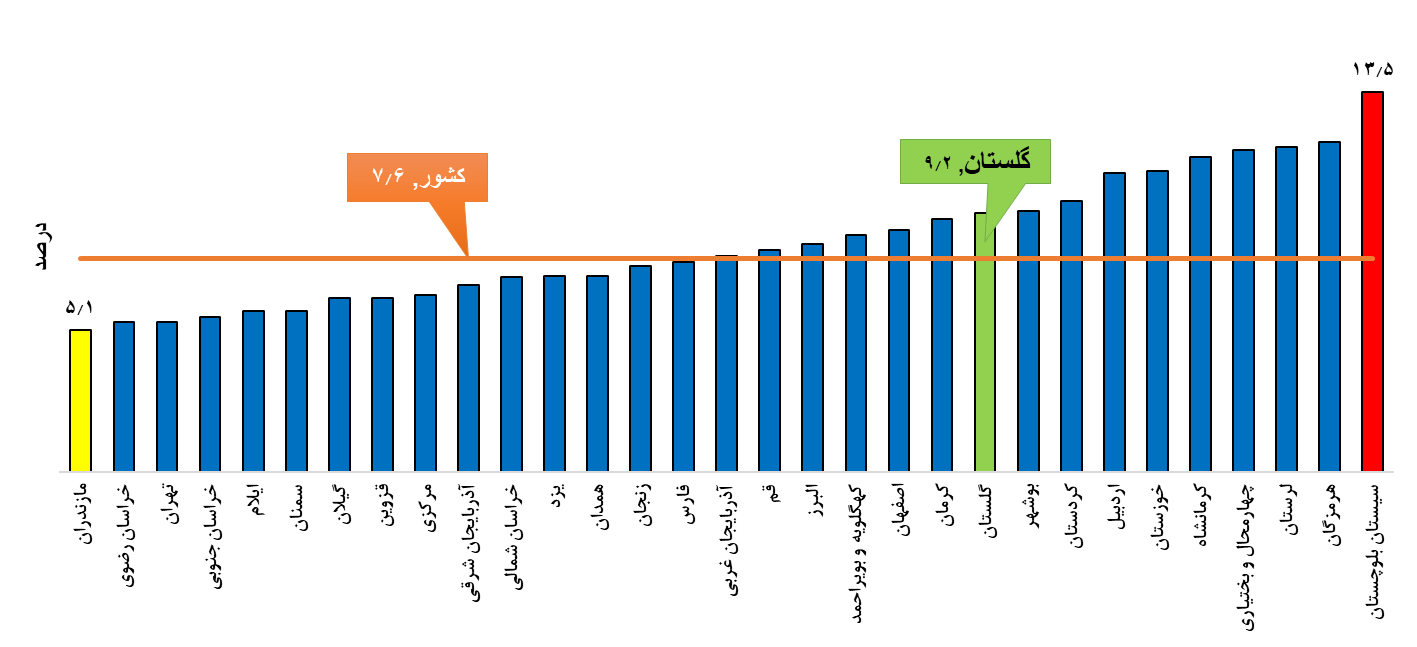 ۱۳٫۵
گلستان, ۹٫۲
کشور, ۷٫۶
درصد
۵٫۱
مازندران
خراسان رضوی
تهران
خراسان جنوبی
ایلام
سمنان
گیلان
قزوین
مرکزی
آذربایجان شرقی
خراسان شمالی
یزد
همدان
زنجان
فارس
آذربایجان غربی
قم
البرز
کهگلویه و بویراحمد
اصفهان
کرمان
گلستان
بوشهر
کردستان
اردبیل
خوزستان
کرمانشاه
چهارمحال و بختیاری
لرستان
هرمزگان
سیستان بلوچستان